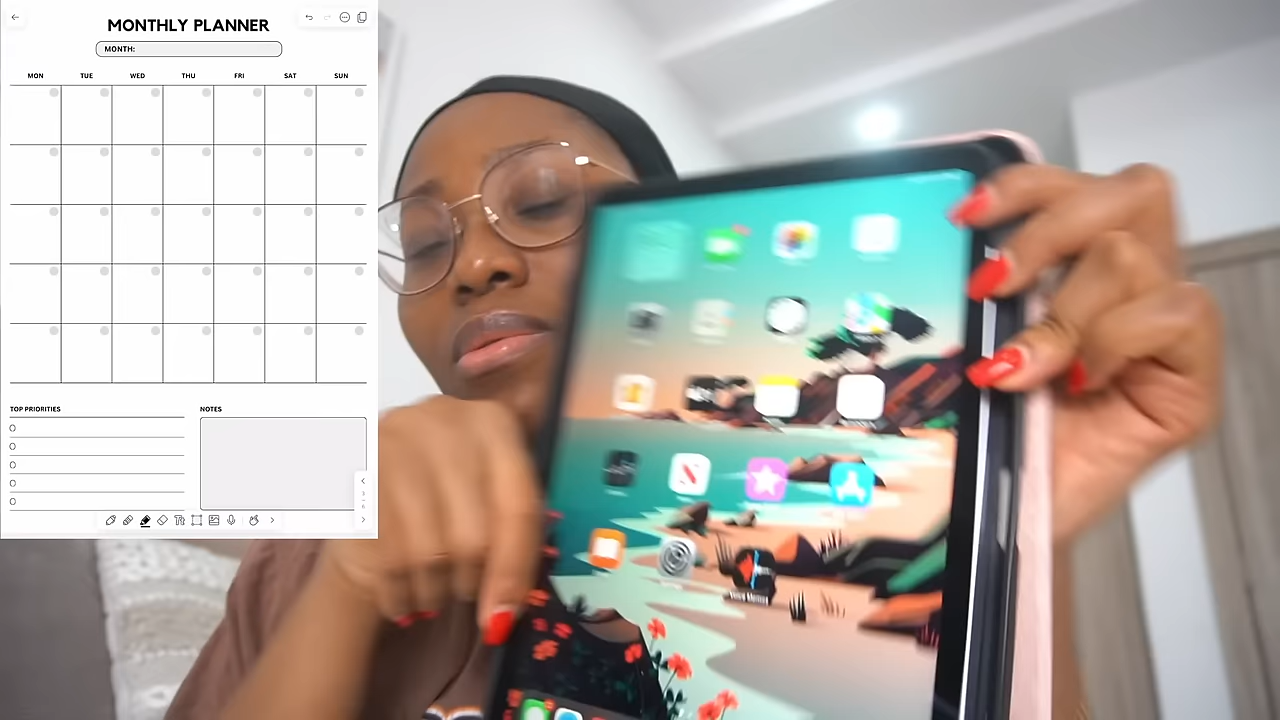 MONTHLY PLANNER
MONTH:
MON TUE WED THU FRI SAT SUN
TOP PRIORITIES
NOTES